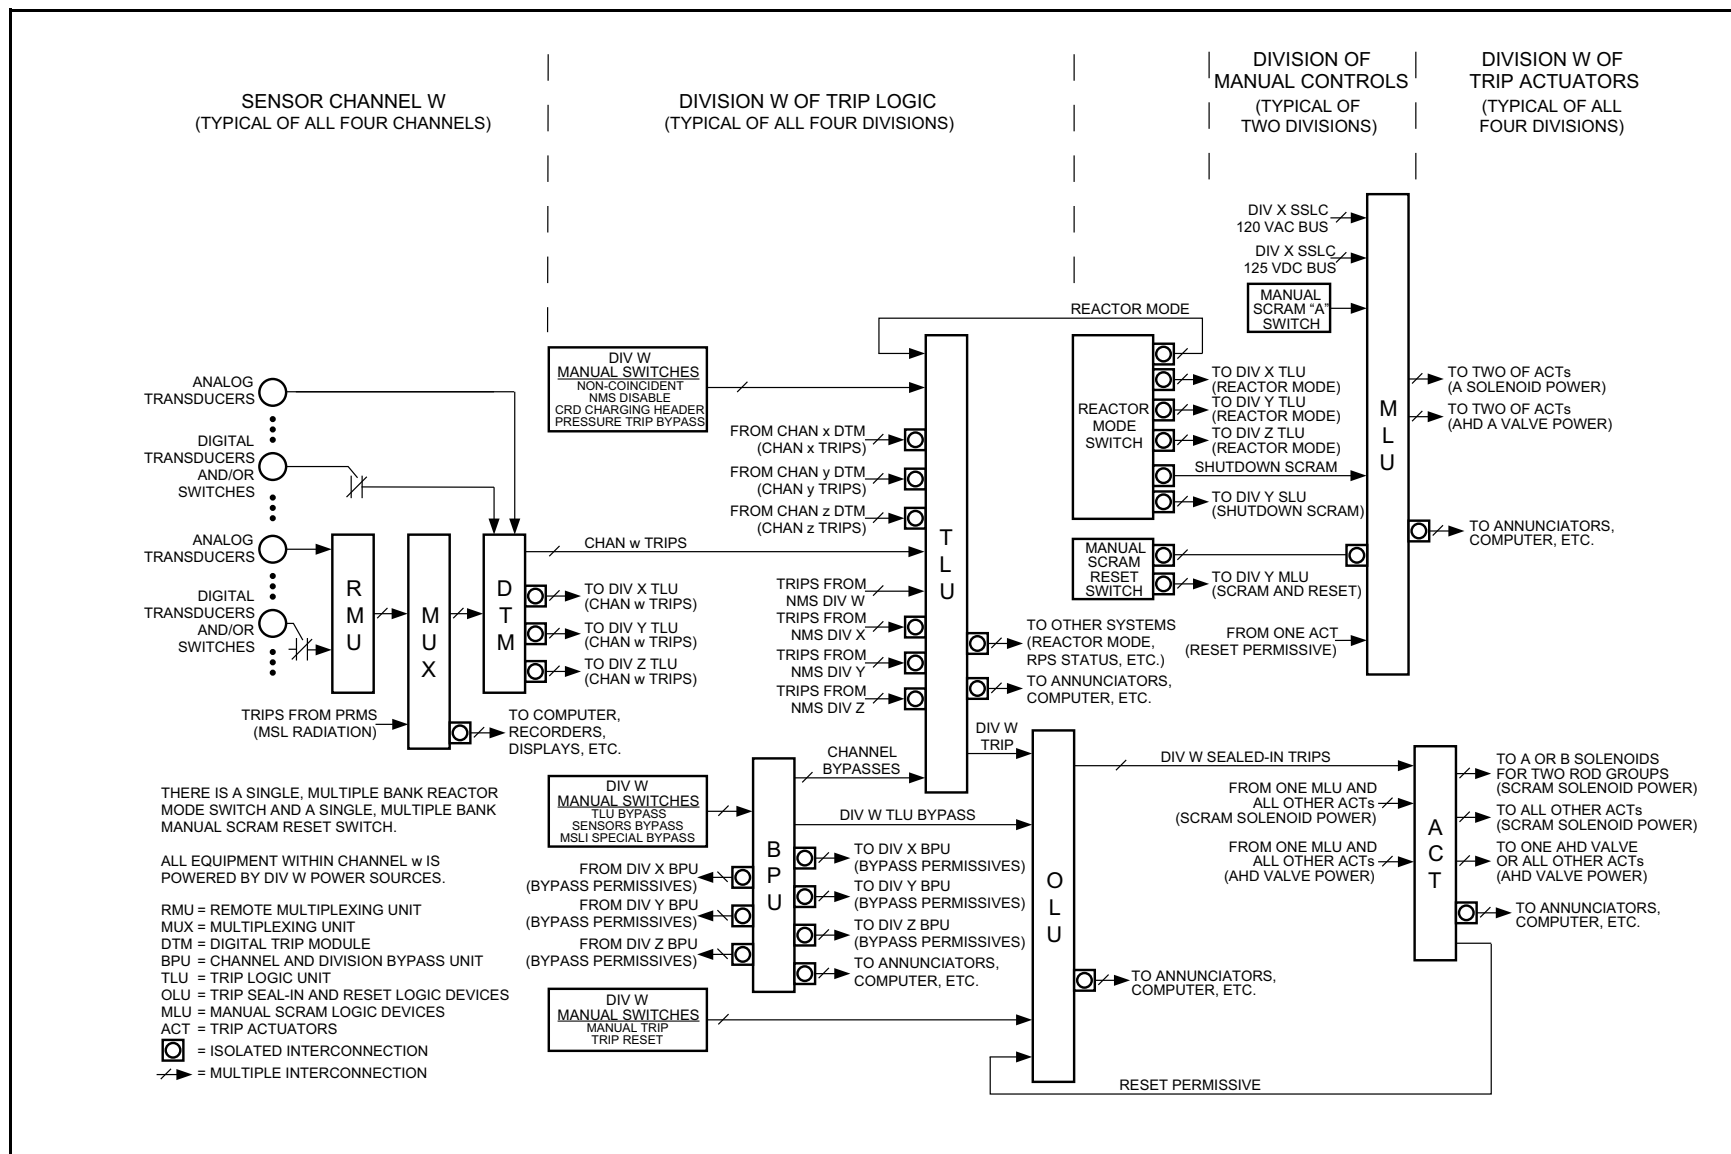 SENSOR CHANNEL W
(TYPICAL OF ALL FOUR CHANNELS)
DIVISION W OF TRIP LOGIC
(TYPICAL OF ALL FOUR DIVISIONS)
DIVISION OF
MANUAL CONTROLS
(TYPICAL OF
TWO DIVISIONS)
DIVISION W OF
TRIP ACTUATORS
(TYPICAL OF ALL
FOUR DIVISIONS)
ANALOG
TRANSDUCERS
DIGITAL
TRANSDUCERS
AND/OR
SWITCHES
ANALOG
TRANSDUCERS
DIGITAL
TRANSDUCERS
AND/OR
SWITCHES
RMU
MUX
DTM
TRIPS FROM PRMS
(MSL RADIATION)
TO COMPUTER,
RECORDERS,
DISPLAYS, ETC.
CHAN w TRIPS
TO DIV X TLU
(CHAN w TRIPS)
TO DIV Y TLU
(CHAN w TRIPS)
TO DIV Z TLU
(CHAN w TRIPS)
DIV W
MANUAL SWITCHES
NON-COINCIDENT
NMS DISABLE
CRD CHARGING HEADER
PRESSURE TRIP BYPASS
FROM CHAN x DTM
(CHAN x TRIPS)
FROM CHAN y DTM
(CHAN y TRIPS)
FROM CHAN z DTM
(CHAN z TRIPS)
TRIPS FROM
NMS DIV W
TRIPS FROM
NMS DIV X
TRIPS FROM
NMS DIV Y
TRIPS FROM
NMS DIV Z
TLU
REACTOR MODE
TO OTHER SYSTEMS
(REACTOR MODE,
RPS STATUS, ETC.)
TO ANNUNCIATORS,
COMPUTER, ETC.
DIV W
TRIP
CHANNEL
BYPASSES
DIV W
MANUAL SWITCHES
TLU BYPASS
SENSORS BYPASS
MSLI SPECIAL BYPASS
DIV W TLU BYPASS
BPU
FROM DIV X BPU
(BYPASS PERMISSIVES)
FROM DIV Y BPU
(BYPASS PERMISSIVES)
FROM DIV Z BPU
(BYPASS PERMISSIVES)
TO DIV X BPU
(BYPASS PERMISSIVES)
TO DIV Y BPU
(BYPASS PERMISSIVES)
TO DIV Z BPU
(BYPASS PERMISSIVES)
TO ANNUNCIATORS,
COMPUTER, ETC.
DIV W
MANUAL SWITCHES
MANUAL TRIP
TRIP RESET
OLU
TO ANNUNCIATORS,
COMPUTER, ETC.
RESET PERMISSIVE
REACTOR
MODE
SWITCH
TO DIV X TLU
(REACTOR MODE)
TO DIV Y TLU
(REACTOR MODE)
TO DIV Z TLU
(REACTOR MODE)
SHUTDOWN SCRAM
TO DIV Y SLU
(SHUTDOWN SCRAM)
MANUAL
SCRAM
RESET
SWITCH
TO DIV Y MLU
(SCRAM AND RESET)
FROM ONE ACT
(RESET PERMISSIVE)
DIV X SSLC
120 VAC BUS
DIV X SSLC
125 VDC BUS
MANUAL
SCRAM "A"
SWITCH
MLU
TO TWO OF ACTs
(A SOLENOID POWER)
TO TWO OF ACTs
(AHD A VALVE POWER)
TO ANNUNCIATORS,
COMPUTER, ETC.
DIV W SEALED-IN TRIPS
FROM ONE MLU AND
ALL OTHER ACTs
(SCRAM SOLENOID POWER)
FROM ONE MLU AND
ALL OTHER ACTs
(AHD VALVE POWER)
ACT
TO A OR B SOLENOIDS
FOR TWO ROD GROUPS
(SCRAM SOLENOID POWER)
TO ALL OTHER ACTs
(SCRAM SOLENOID POWER)
TO ONE AHD VALVE
OR ALL OTHER ACTs
(AHD VALVE POWER)
TO ANNUNCIATORS,
COMPUTER, ETC.
THERE IS A SINGLE, MULTIPLE BANK REACTOR
MODE SWITCH AND A SINGLE, MULTIPLE BANK
MANUAL SCRAM RESET SWITCH.
ALL EQUIPMENT WITHIN CHANNEL w IS
POWERED BY DIV W POWER SOURCES.
RMU = REMOTE MULTIPLEXING UNIT
MUX = MULTIPLEXING UNIT
DTM = DIGITAL TRIP MODULE
BPU = CHANNEL AND DIVISION BYPASS UNIT
TLU = TRIP LOGIC UNIT
OLU = TRIP SEAL-IN AND RESET LOGIC DEVICES
MLU = MANUAL SCRAM LOGIC DEVICES
ACT = TRIP ACTUATORS
= ISOLATED INTERCONNECTION
= MULTIPLE INTERCONNECTION